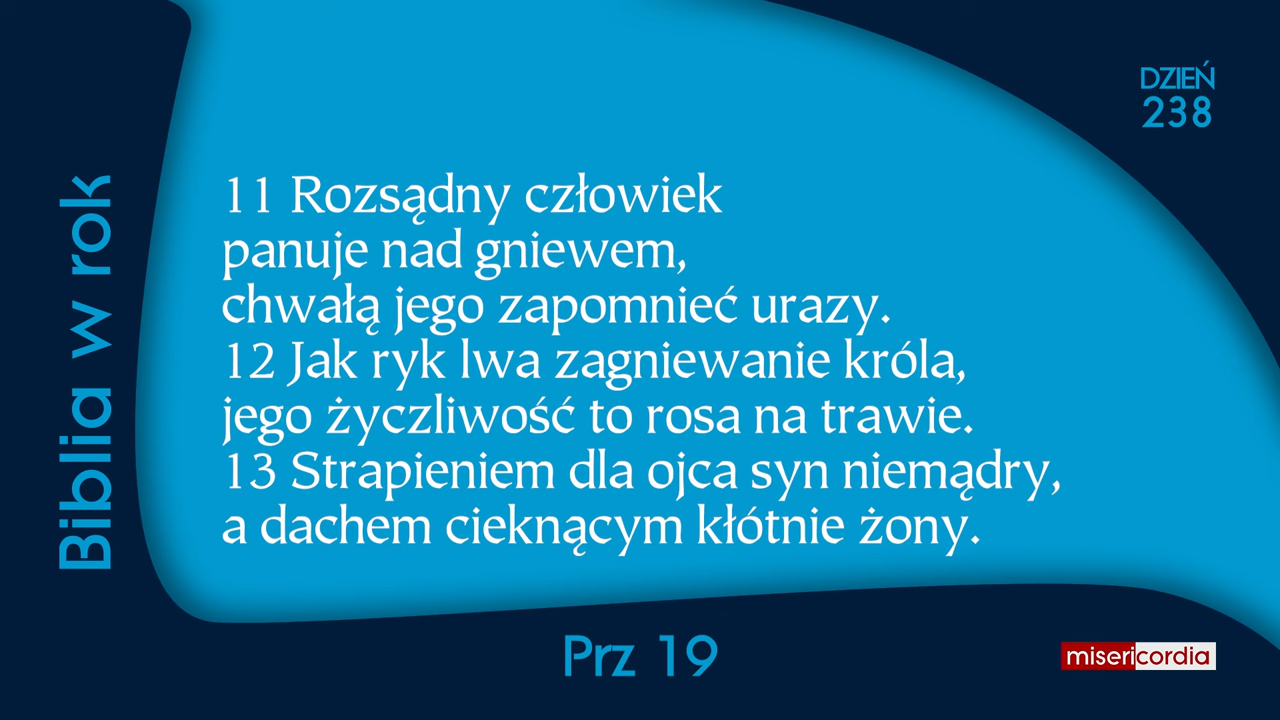 DZIEŃ
238
Biblia w rok
11 Rozsądny człowiek
panuje nad gniewem,
chwałą jego zapomnieć urazy.
12 Jak ryk lwa zagniewanie króla,
jego życzliwość to rosa na trawie.
13 Strapieniem dla ojca syn niemądry,
a dachem cieknącym kłótnie żony.
Prz 19
misericordia